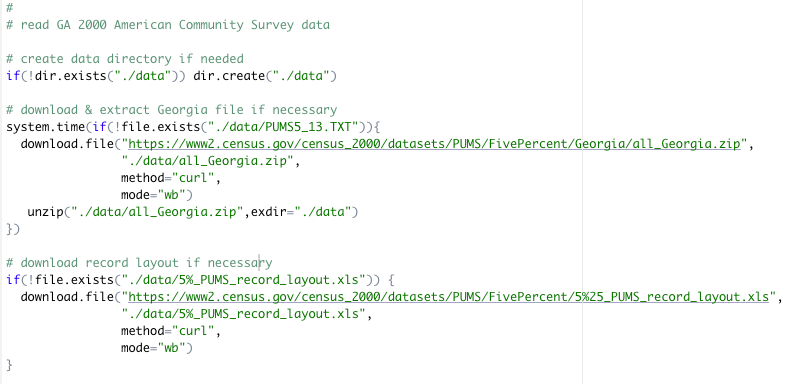 #
# read GA 2000 American Community Survey data
# create data directory if needed
if(!dir.exists("./data")) dir.create("./data")
# download & extract Georgia file if necessary
system.time(if(!file.exists("./data/PUMS5_13.TXT")){
download.file("https://www2.census.gov/census_2000/datasets/PUMS/FivePercent/Georgia/all_Georgia.zip",
"./data/all_Georgia.zip",
method="curl",
mode="wb")
unzip("./data/all_Georgia.zip",exdir="./data")
})
# download record layout if necessary
if(!file.exists("./data/5%_PUMS_record_layout.xls")) {
download.file("https://www2.census.gov/census_2000/datasets/PUMS/FivePercent/5%25_PUMS_record_layout.xls",
"./data/5%_PUMS_record_layout.xls",
method="curl",
mode="wb")
}